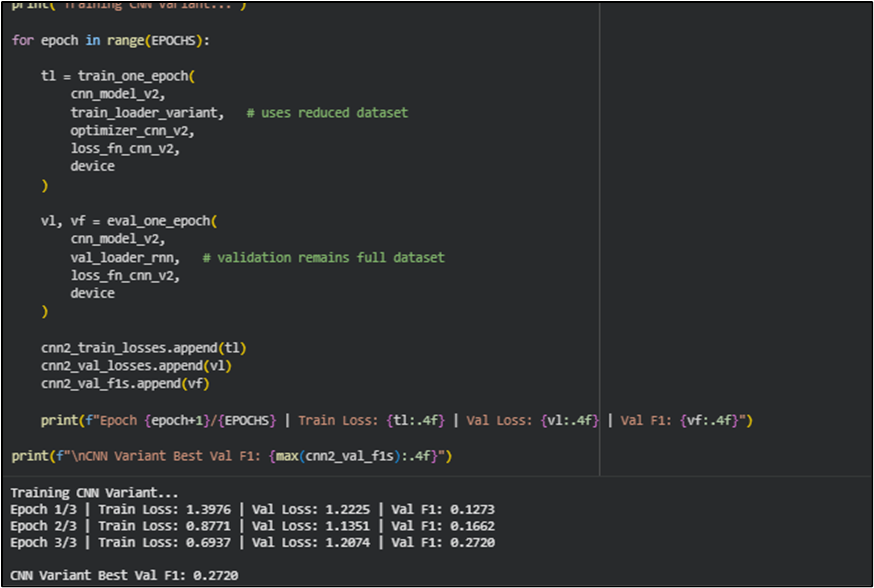 print("Training CNN Variant...")
for epoch in range(EPOCHS):
tl = train_one_epoch(
cnn_model_v2,
train_loader_variant,   # uses reduced dataset
optimizer_cnn_v2,
loss_fn_cnn_v2,
device
)
vl, vf = eval_one_epoch(
cnn_model_v2,
val_loader_rnn,   # validation remains full dataset
loss_fn_cnn_v2,
device
)
cnn2_train_losses.append(tl)
cnn2_val_losses.append(vl)
cnn2_val_f1s.append(vf)
print(f"Epoch {epoch+1}/{EPOCHS} | Train Loss: {tl:.4f} | Val Loss: {vl:.4f} | Val F1: {vf:.4f}")
print(f"\nCNN Variant Best Val F1: {max(cnn2_val_f1s):.4f}")
Training CNN Variant...
Epoch 1/3 | Train Loss: 1.3976 | Val Loss: 1.2225 | Val F1: 0.1273
Epoch 2/3 | Train Loss: 0.8771 | Val Loss: 1.1351 | Val F1: 0.1662
Epoch 3/3 | Train Loss: 0.6937 | Val Loss: 1.2074 | Val F1: 0.2720
CNN Variant Best Val F1: 0.2720